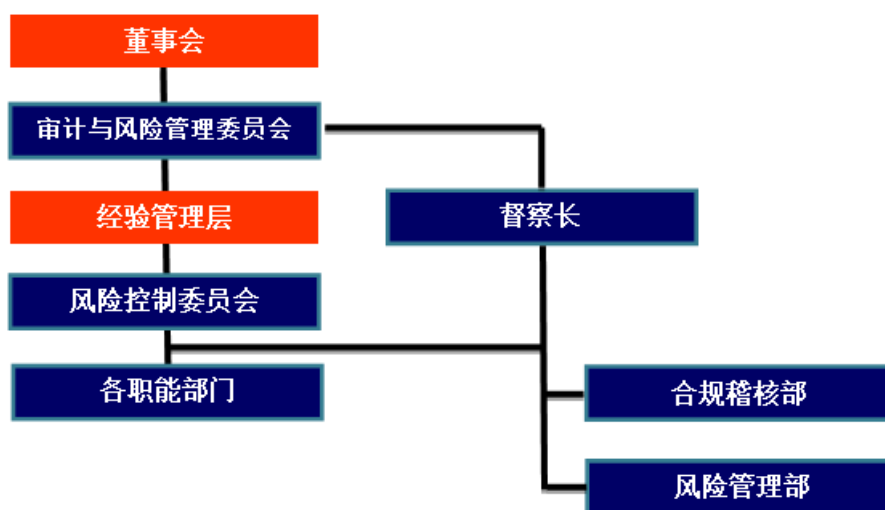 董事会
审计与风险管理委员会
经验管理层
督察长
风险控制委员会
各职能部门
合规稽核部
风险管理部